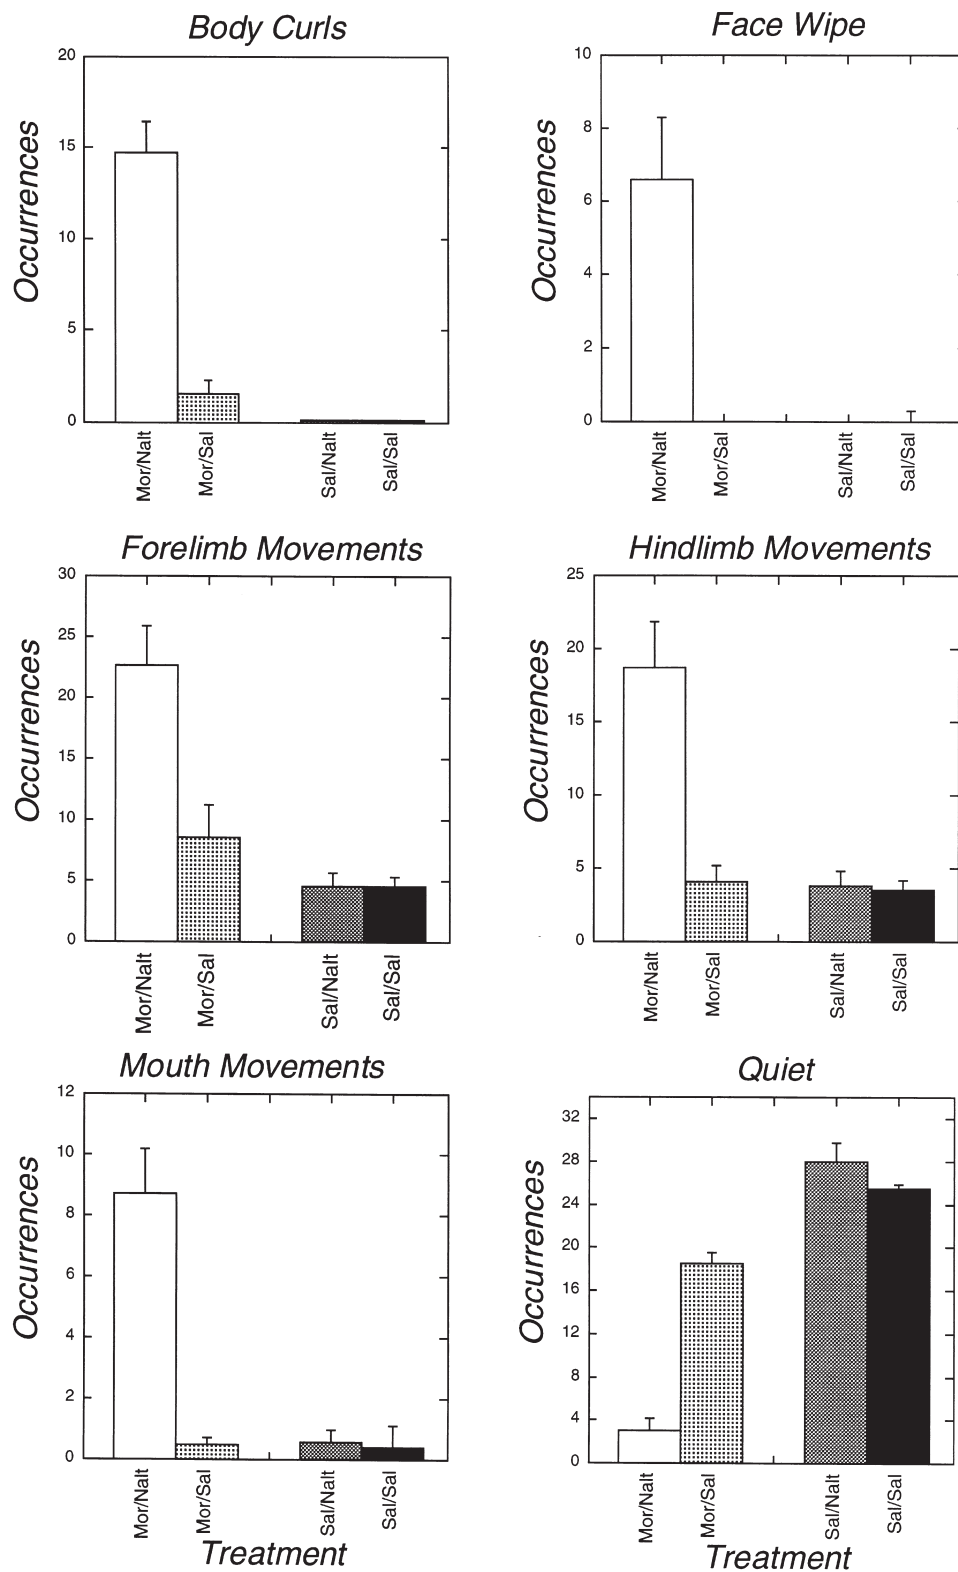 Body Curls
Occurrences
20
15
10
5
0
Mor/Nalt
Mor/Sal
Sal/Nalt
Sal/Sal
Face Wipe
Occurrences
10
8
6
4
2
0
Mor/Nalt
Mor/Sal
Sal/Nalt
Sal/Sal
Forelimb Movements
Occurrences
30
25
20
15
10
5
0
Mor/Nalt
Mor/Sal
Sal/Nalt
Sal/Sal
Hindlimb Movements
Occurrences
25
20
15
10
5
0
Mor/Nalt
Mor/Sal
Sal/Nalt
Sal/Sal
Mouth Movements
Occurrences
12
10
8
6
4
2
0
Mor/Nalt
Mor/Sal
Sal/Nalt
Sal/Sal
Treatment
Quiet
Occurrences
32
28
24
20
16
12
8
4
0
Mor/Nalt
Mor/Sal
Sal/Nalt
Sal/Sal
Treatment